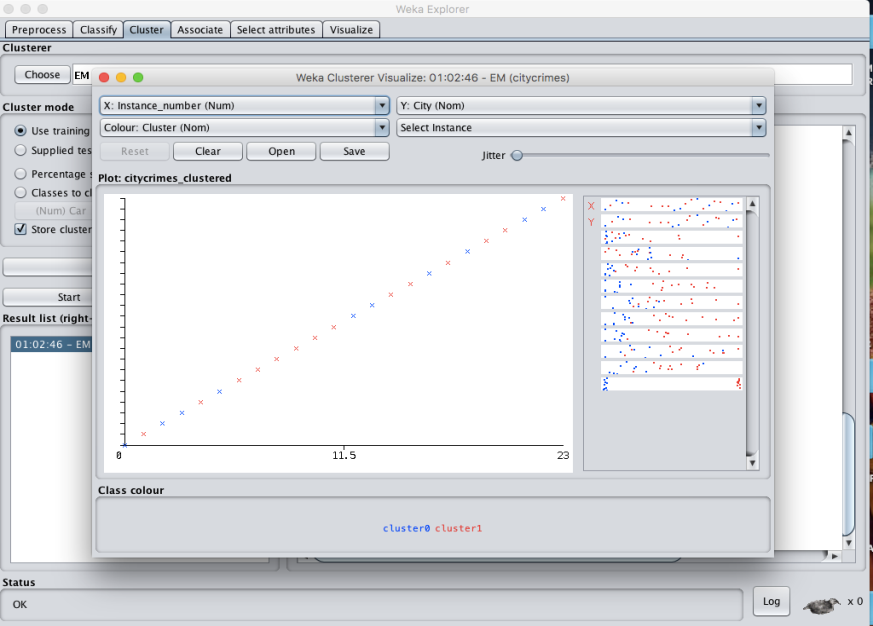 Weka Explorer
Preprocess Classify Cluster Associate Select attributes Visualize
Clusterer
Choose EM
Weka Clusterer Visualize: 01:02:46 - EM (citycrimes)
Cluster mode
Use training
Supplied tes
Percentage s
Classes to cl
(Num) Car
Store cluster
Start
Result list (right-
01:02:46 - EM
X: Instance_number (Num) Y: City (Nom)
Colour: Cluster (Nom) Select Instance
Reset Clear Open Save Jitter
Plot: citycrimes_clustered
X
Y
0 11.5 23
Class colour
cluster0 cluster1
Status
OK
Log x 0